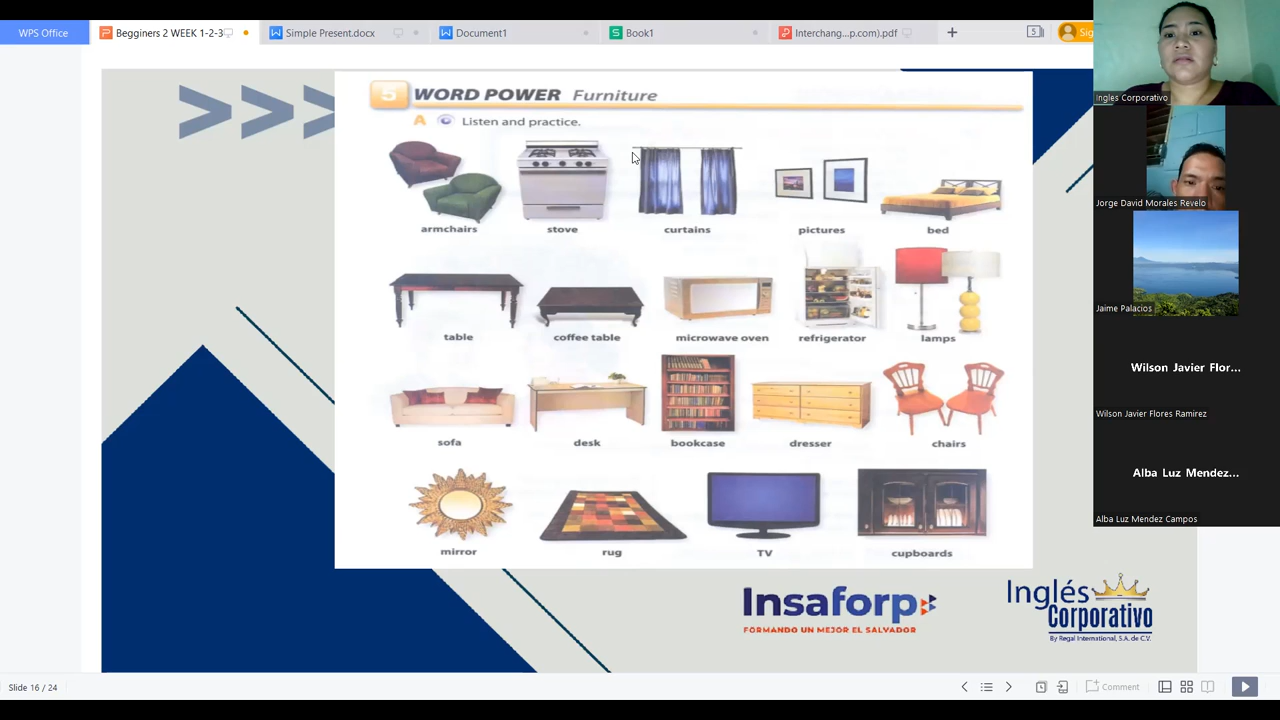 WPS Office
Begginers 2 WEEK 1-2-3
Simple Present.docx
Document1
Book1
Interchang...p.com).pdf
5
Sig
5 WORD POWER Furniture
A Listen and practice.
armchairs
stove
curtains
pictures
bed
table
coffee table
microwave oven
refrigerator
lamps
sofa
desk
bookcase
dresser
chairs
mirror
rug
TV
cupboards
Insaforp
FORMANDO UN MEJOR EL SALVADOR
Inglés
Corporativo
By Regal International, S.A. de C.V.
Ingles Corporativo
Jorge David Morales Revelo
Jaime Palacios
Wilson Javier Flor...
Wilson Javier Flores Ramirez
Alba Luz Mendez...
Alba Luz Mendez Campos
Slide 16 / 24
Comment